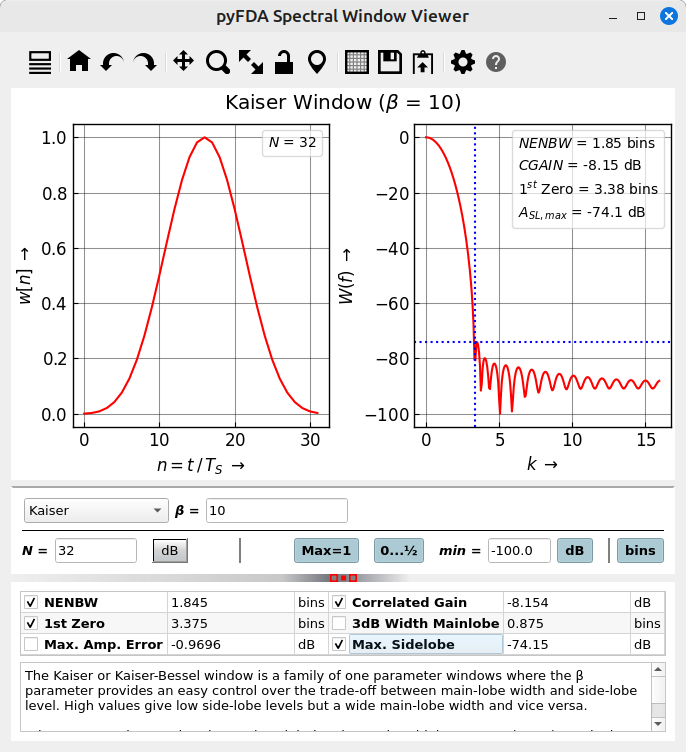 pyFDA Spectral Window Viewer
Kaiser Window (β = 10)
1.0
0.8
0.6
0.4
0.2
0.0
w[n] →
N = 32
0
10
20
30
n = t / T_S →
0
−20
−40
−60
−80
−100
W(f) →
NENBW = 1.85 bins
CGAIN = -8.15 dB
1st Zero = 3.38 bins
A_SL, max = -74.1 dB
0
5
10
15
k →
Kaiser β = 10
N = 32 dB Max=1 0...½ min = -100.0 dB bins
NENBW 1.845 bins Correlated Gain -8.154 dB
1st Zero 3.375 bins 3dB Width Mainlobe 0.875 bins
Max. Amp. Error -0.9696 dB Max. Sidelobe -74.15 dB
The Kaiser or Kaiser-Bessel window is a family of one parameter windows where the β
parameter provides an easy control over the trade-off between main-lobe width and side-lobe
level. High values give low side-lobe levels but a wide main-lobe width and vice versa.